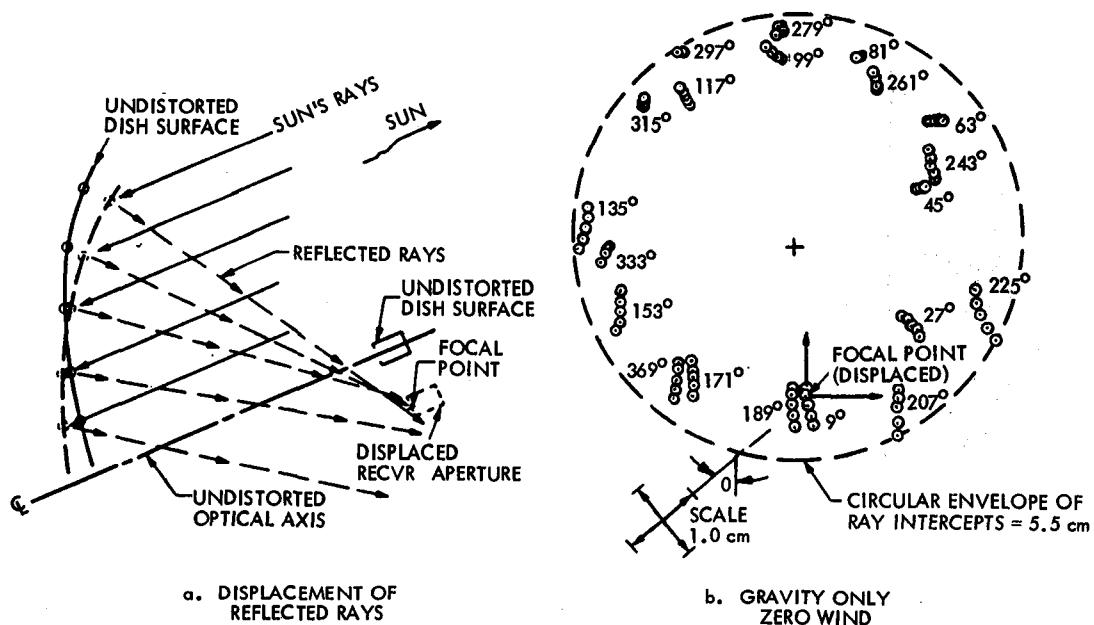 UNDISTORTED
DISH SURFACE
SUN'S RAYS
SUN
REFLECTED RAYS
UNDISTORTED
DISH SURFACE
FOCAL
POINT
DISPLACED
RECVR APERTURE
UNDISTORTED
OPTICAL AXIS
℄
a. DISPLACEMENT OF
REFLECTED RAYS
279°
297°
99°
81°
117°
261°
315°
63°
243°
45°
135°
333°
225°
153°
27°
FOCAL POINT
(DISPLACED)
369°
171°
189°
9°
207°
0
SCALE
1.0 cm
CIRCULAR ENVELOPE OF
RAY INTERCEPTS = 5.5 cm
b. GRAVITY ONLY
ZERO WIND